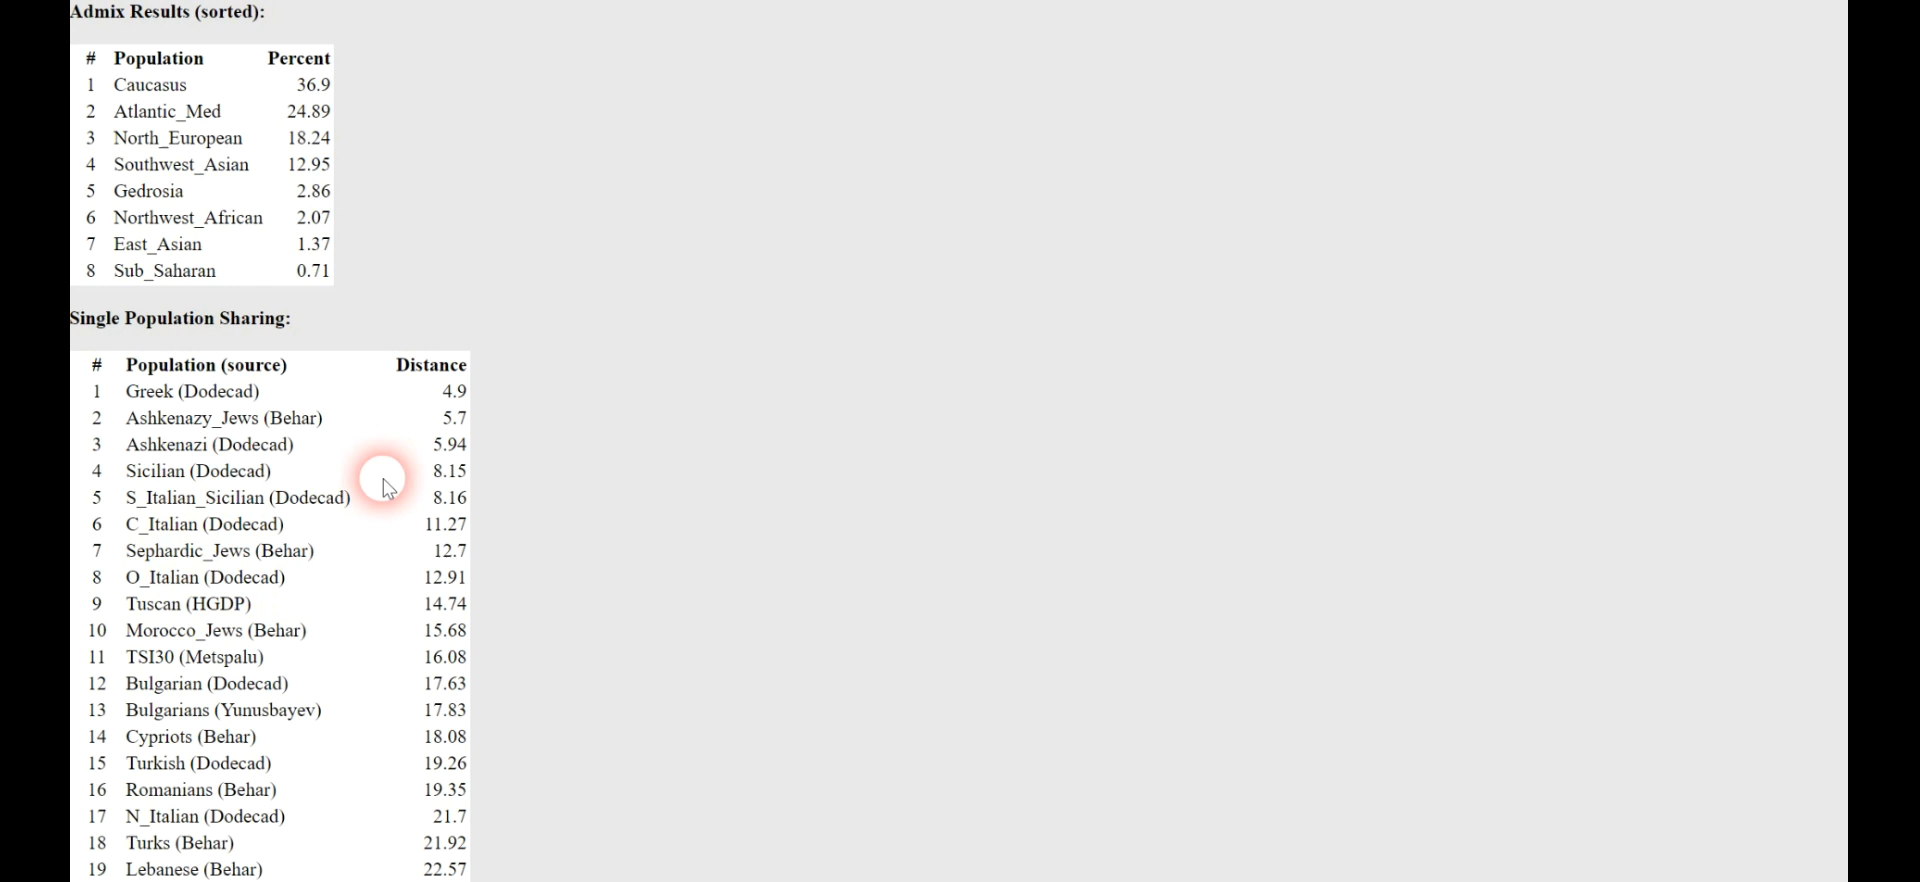 Admix Results (sorted):
# Population Percent
1 Caucasus 36.9
2 Atlantic_Med 24.89
3 North_European 18.24
4 Southwest_Asian 12.95
5 Gedrosia 2.86
6 Northwest_African 2.07
7 East_Asian 1.37
8 Sub_Saharan 0.71
Single Population Sharing:
# Population (source) Distance
1 Greek (Dodecad) 4.9
2 Ashkenazy_Jews (Behar) 5.7
3 Ashkenazi (Dodecad) 5.94
4 Sicilian (Dodecad) 8.15
5 S_Italian_Sicilian (Dodecad) 8.16
6 C_Italian (Dodecad) 11.27
7 Sephardic_Jews (Behar) 12.7
8 O_Italian (Dodecad) 12.91
9 Tuscan (HGDP) 14.74
10 Morocco_Jews (Behar) 15.68
11 TSI30 (Metspalu) 16.08
12 Bulgarian (Dodecad) 17.63
13 Bulgarians (Yunusbayev) 17.83
14 Cypriots (Behar) 18.08
15 Turkish (Dodecad) 19.26
16 Romanians (Behar) 19.35
17 N_Italian (Dodecad) 21.7
18 Turks (Behar) 21.92
19 Lebanese (Behar) 22.57